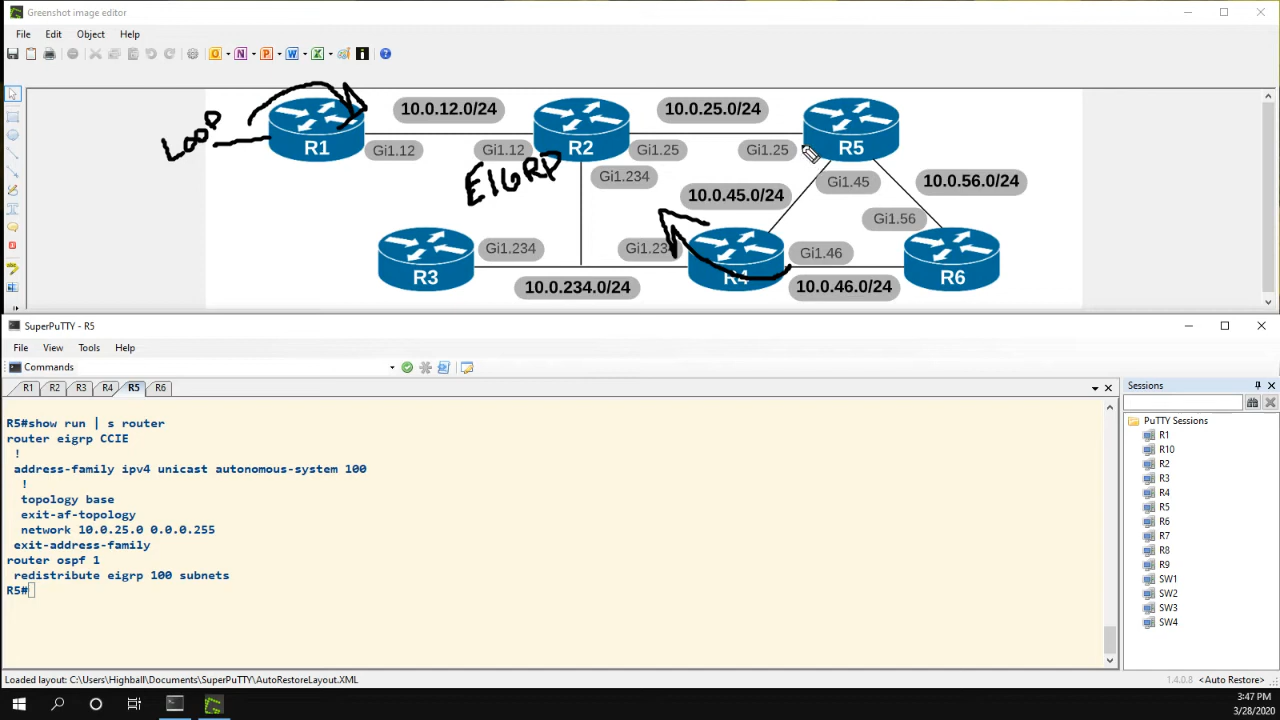 Greenshot image editor
File Edit Object Help
LOOP
10.0.12.0/24
10.0.25.0/24
R1
R2
R5
Gi1.12
Gi1.12
Gi1.25
Gi1.25
EIGRP
Gi1.234
10.0.45.0/24
Gi1.45
10.0.56.0/24
Gi1.56
Gi1.234
Gi1.234
Gi1.46
R3
R4
R6
10.0.234.0/24
10.0.46.0/24
SuperPuTTY - R5
File View Tools Help
Commands
R1 R2 R3 R4 R5 R6
R5#show run | s router
router eigrp CCIE
!
address-family ipv4 unicast autonomous-system 100
!
topology base
exit-af-topology
network 10.0.25.0 0.0.0.255
exit-address-family
router ospf 1
redistribute eigrp 100 subnets
R5#
Sessions
PuTTY Sessions
R1
R10
R2
R3
R4
R5
R6
R7
R8
R9
SW1
SW2
SW3
SW4
Loaded layout: C:\Users\Highball\Documents\SuperPuTTY\AutoRestoreLayout.XML
1.4.0.8 <Auto Restore>
3:47 PM
3/28/2020